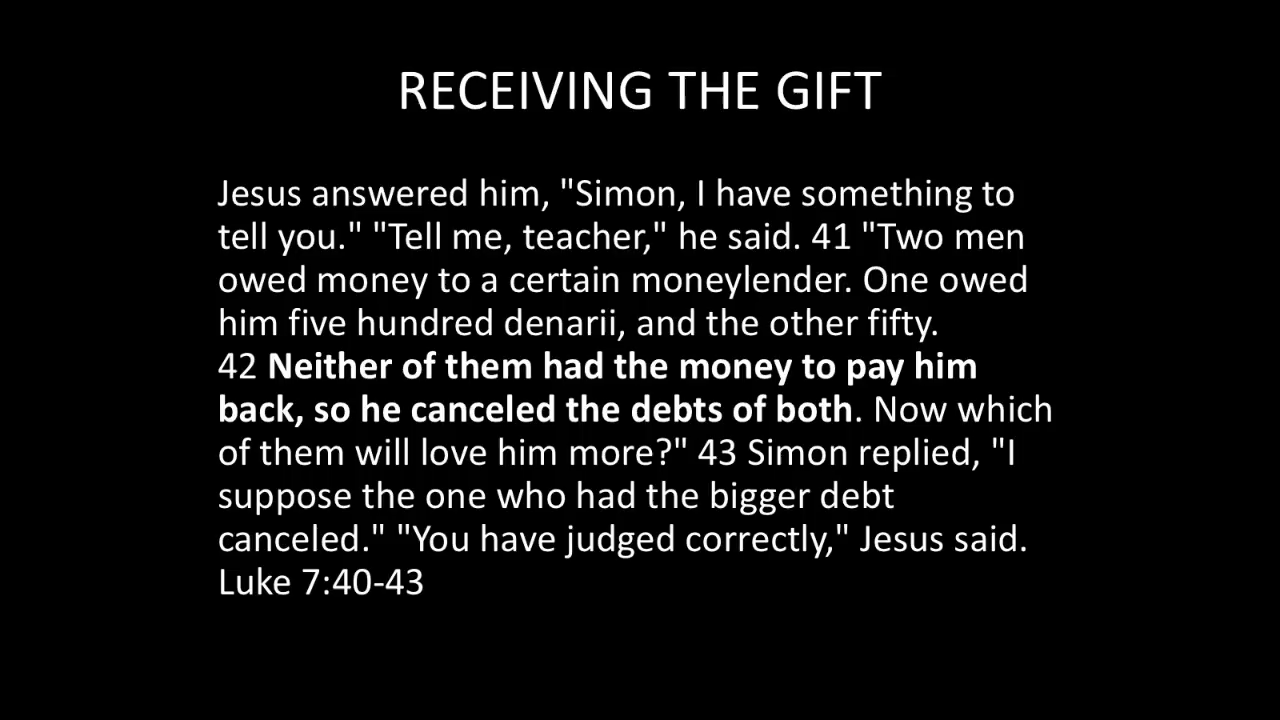 RECEIVING THE GIFT
Jesus answered him, "Simon, I have something to
tell you." "Tell me, teacher," he said. 41 "Two men
owed money to a certain moneylender. One owed
him five hundred denarii, and the other fifty.
42 Neither of them had the money to pay him
back, so he canceled the debts of both. Now which
of them will love him more?" 43 Simon replied, "I
suppose the one who had the bigger debt
canceled." "You have judged correctly," Jesus said.
Luke 7:40-43